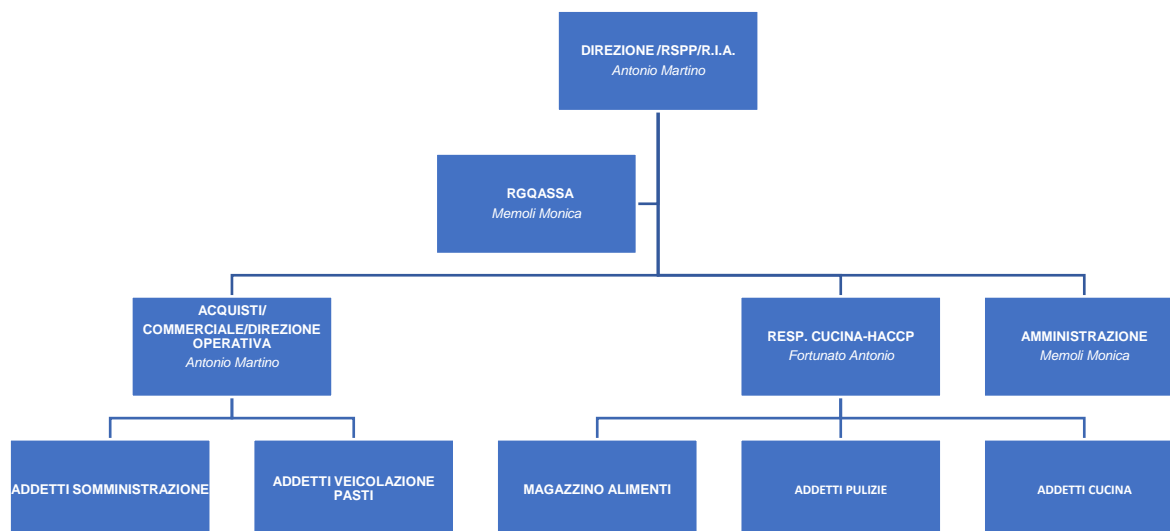 DIREZIONE /RSPP/R.I.A.
Antonio Martino
RGQASSA
Memoli Monica
ACQUISTI/
COMMERCIALE/DIREZIONE
OPERATIVA
Antonio Martino
RESP. CUCINA-HACCP
Fortunato Antonio
AMMINISTRAZIONE
Memoli Monica
ADDETTI SOMMINISTRAZIONE
ADDETTI VEICOLAZIONE
PASTI
MAGAZZINO ALIMENTI
ADDETTI PULIZIE
ADDETTI CUCINA